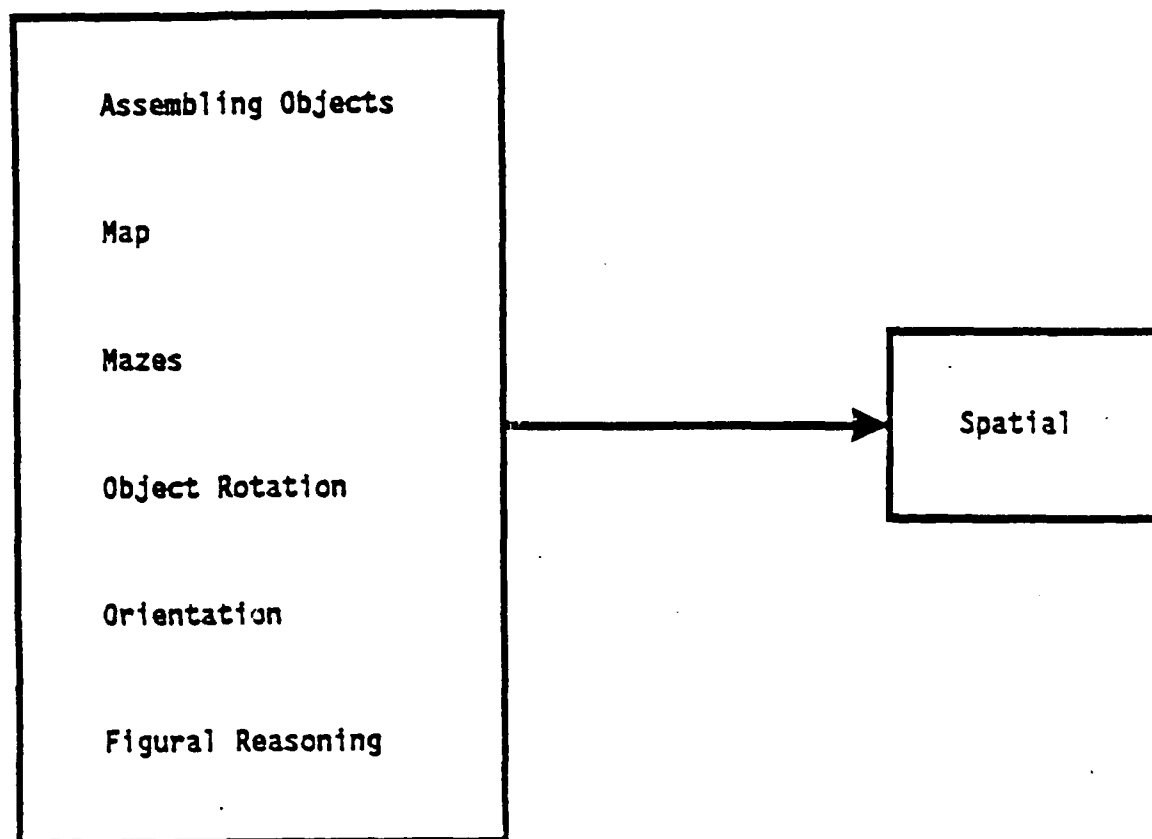 Assembling Objects
Map
Mazes
Object Rotation
Orientation
Figural Reasoning
Spatial